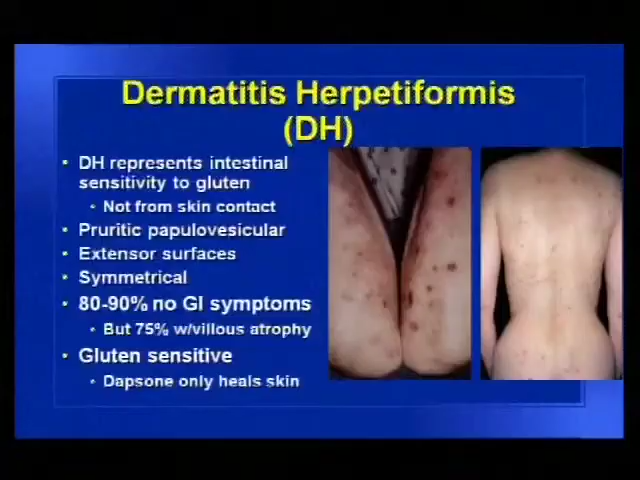 Dermatitis Herpetiformis
(DH)
• DH represents intestinal
sensitivity to gluten
• Not from skin contact
• Pruritic papulovesicular
• Extensor surfaces
• Symmetrical
• 80-90% no GI symptoms
• But 75% w/villous atrophy
• Gluten sensitive
• Dapsone only heals skin